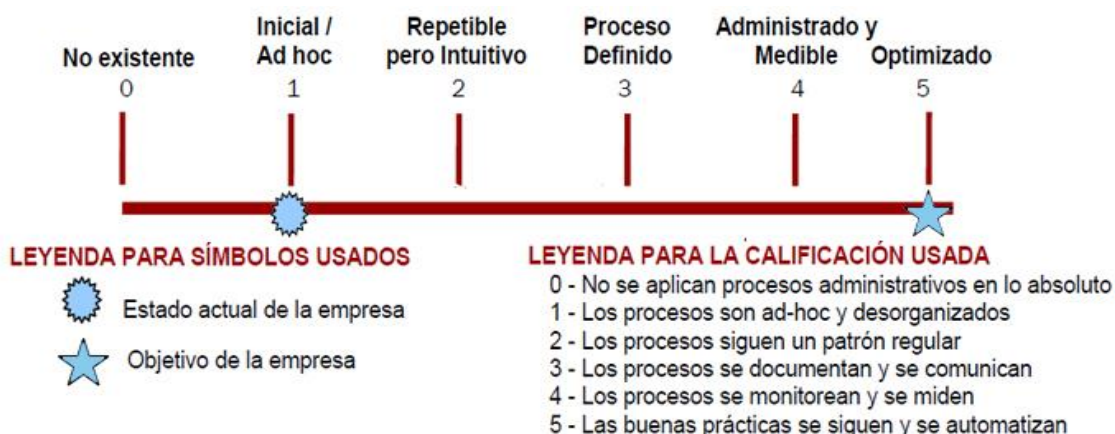 No existente
0
Inicial /
Ad hoc
1
Repetible
pero Intuitivo
2
Proceso
Definido
3
Administrado y
Medible
4
Optimizado
5
LEYENDA PARA SÍMBOLOS USADOS
Estado actual de la empresa
Objetivo de la empresa
LEYENDA PARA LA CALIFICACIÓN USADA
0 - No se aplican procesos administrativos en lo absoluto
1 - Los procesos son ad-hoc y desorganizados
2 - Los procesos siguen un patrón regular
3 - Los procesos se documentan y se comunican
4 - Los procesos se monitorean y se miden
5 - Las buenas prácticas se siguen y se automatizan